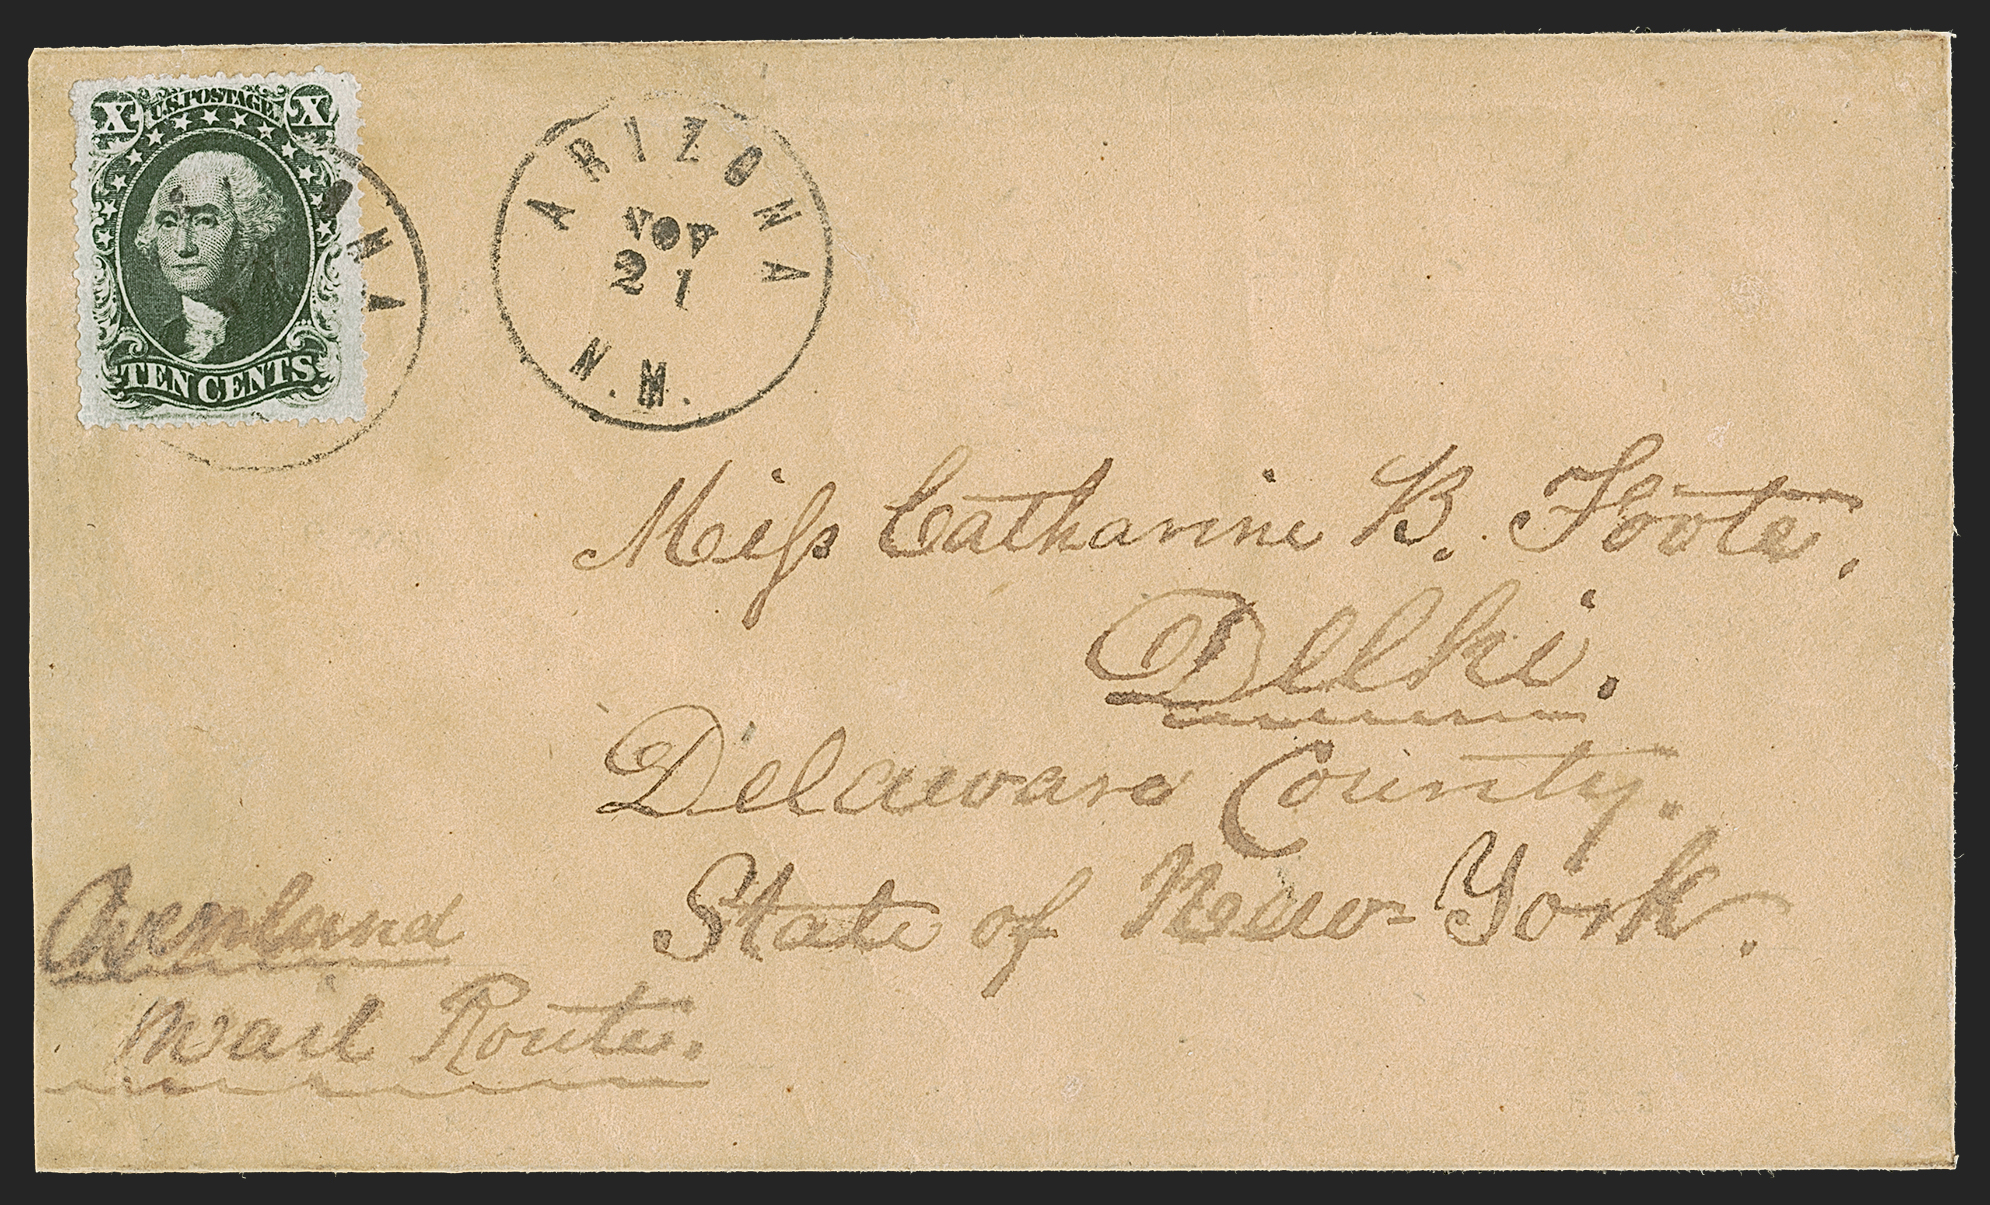 X U.S.POSTAGE X
TEN CENTS
NA
ARIZONA
NOV
21
N.M.
Miſs Catharine B. Foote.
Delhi.
Delaware County.
State of New-York.
Overland
Mail Route.